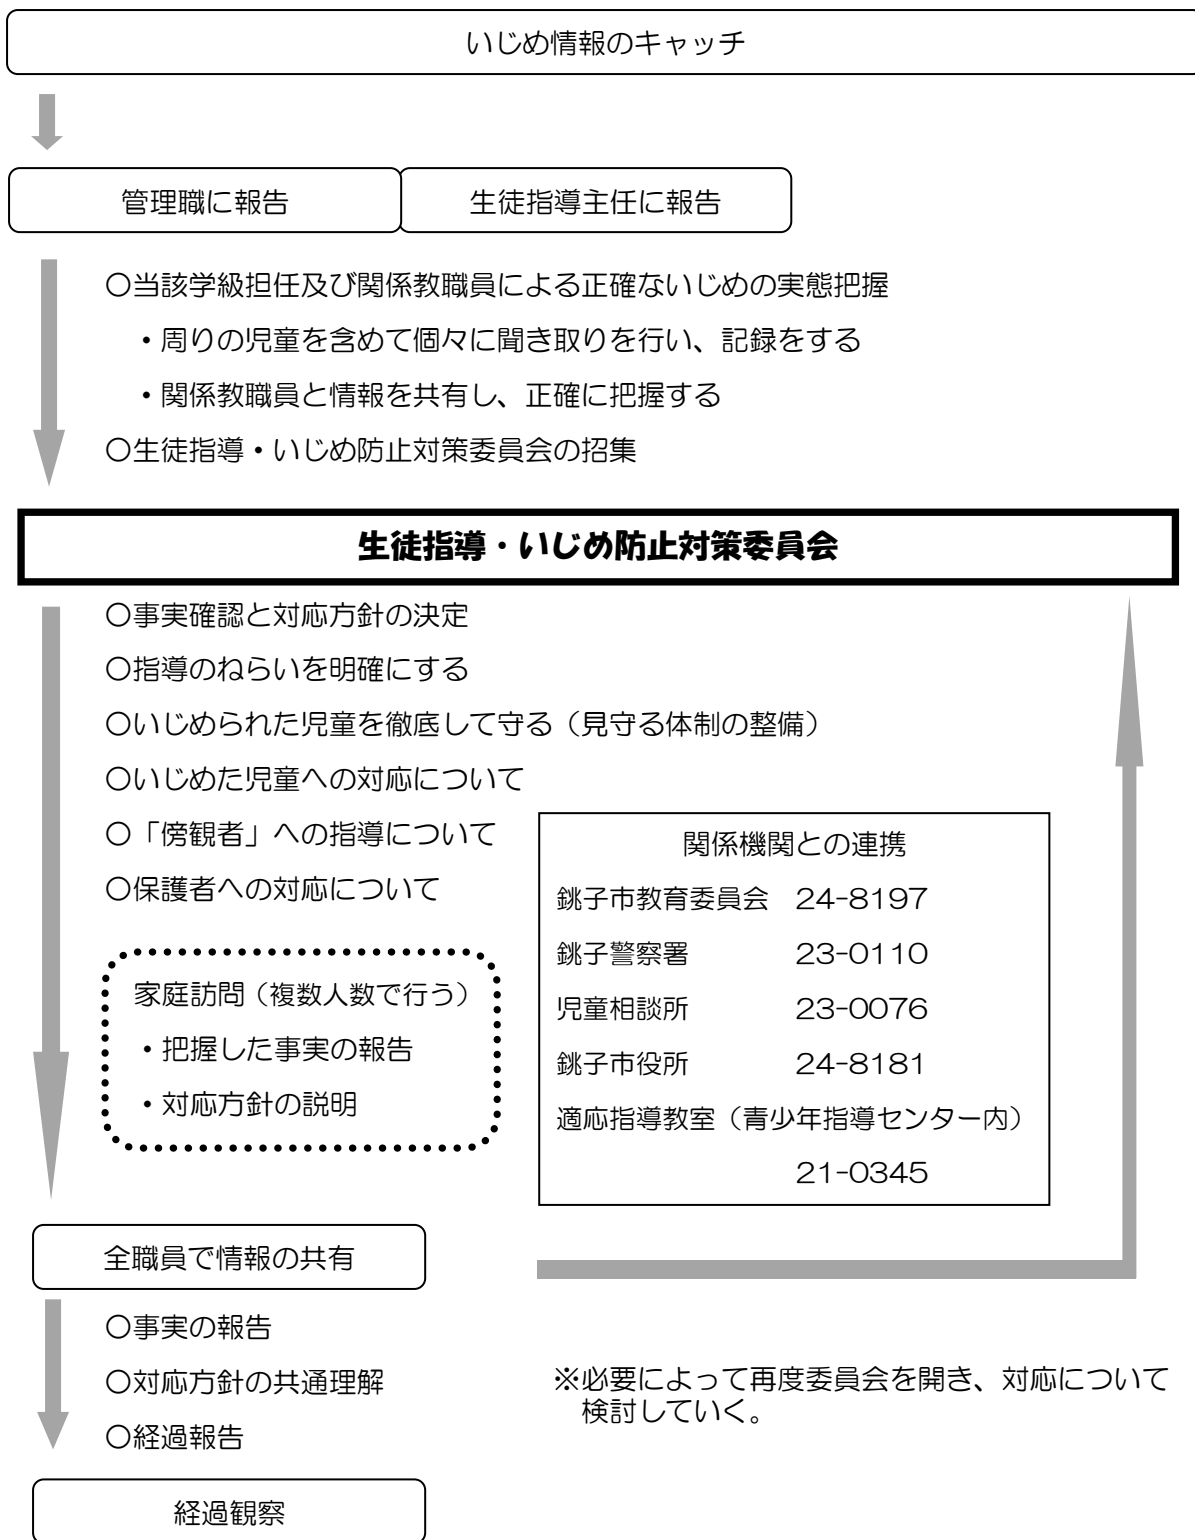 いじめ情報のキャッチ
管理職に報告
生徒指導主任に報告
〇当該学級担任及び関係教職員による正確ないじめの実態把握
・周りの児童を含めて個々に聞き取りを行い、記録をする
・関係教職員と情報を共有し、正確に把握する
〇生徒指導・いじめ防止対策委員会の招集
生徒指導・いじめ防止対策委員会
〇事実確認と対応方針の決定
〇指導のねらいを明確にする
〇いじめられた児童を徹底して守る（見守る体制の整備）
〇いじめた児童への対応について
〇「傍観者」への指導について
〇保護者への対応について
家庭訪問（複数人数で行う）
・把握した事実の報告
・対応方針の説明
関係機関との連携
銚子市教育委員会 24-8197
銚子警察署 23-0110
児童相談所 23-0076
銚子市役所 24-8181
適応指導教室（青少年指導センター内）
21-0345
全職員で情報の共有
〇事実の報告
〇対応方針の共通理解
〇経過報告
※必要によって再度委員会を開き、対応について
検討していく。
経過観察